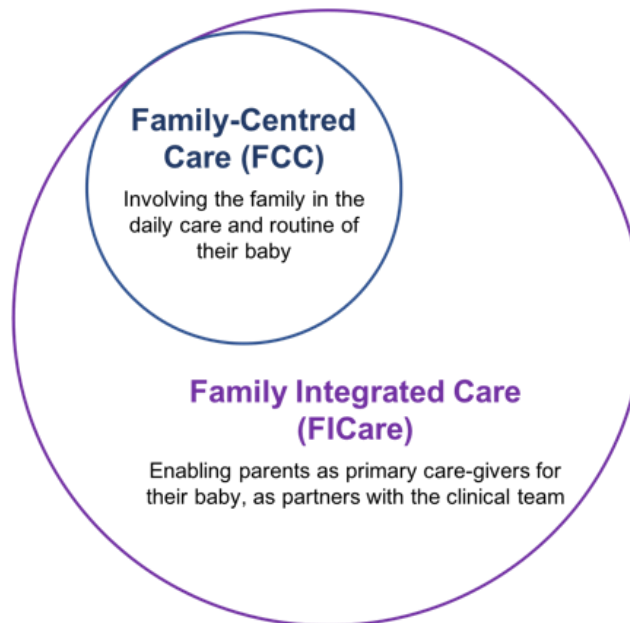 Family-Centred
Care (FCC)
Involving the family in the
daily care and routine of
their baby
Family Integrated Care
(FICare)
Enabling parents as primary care-givers for
their baby, as partners with the clinical team